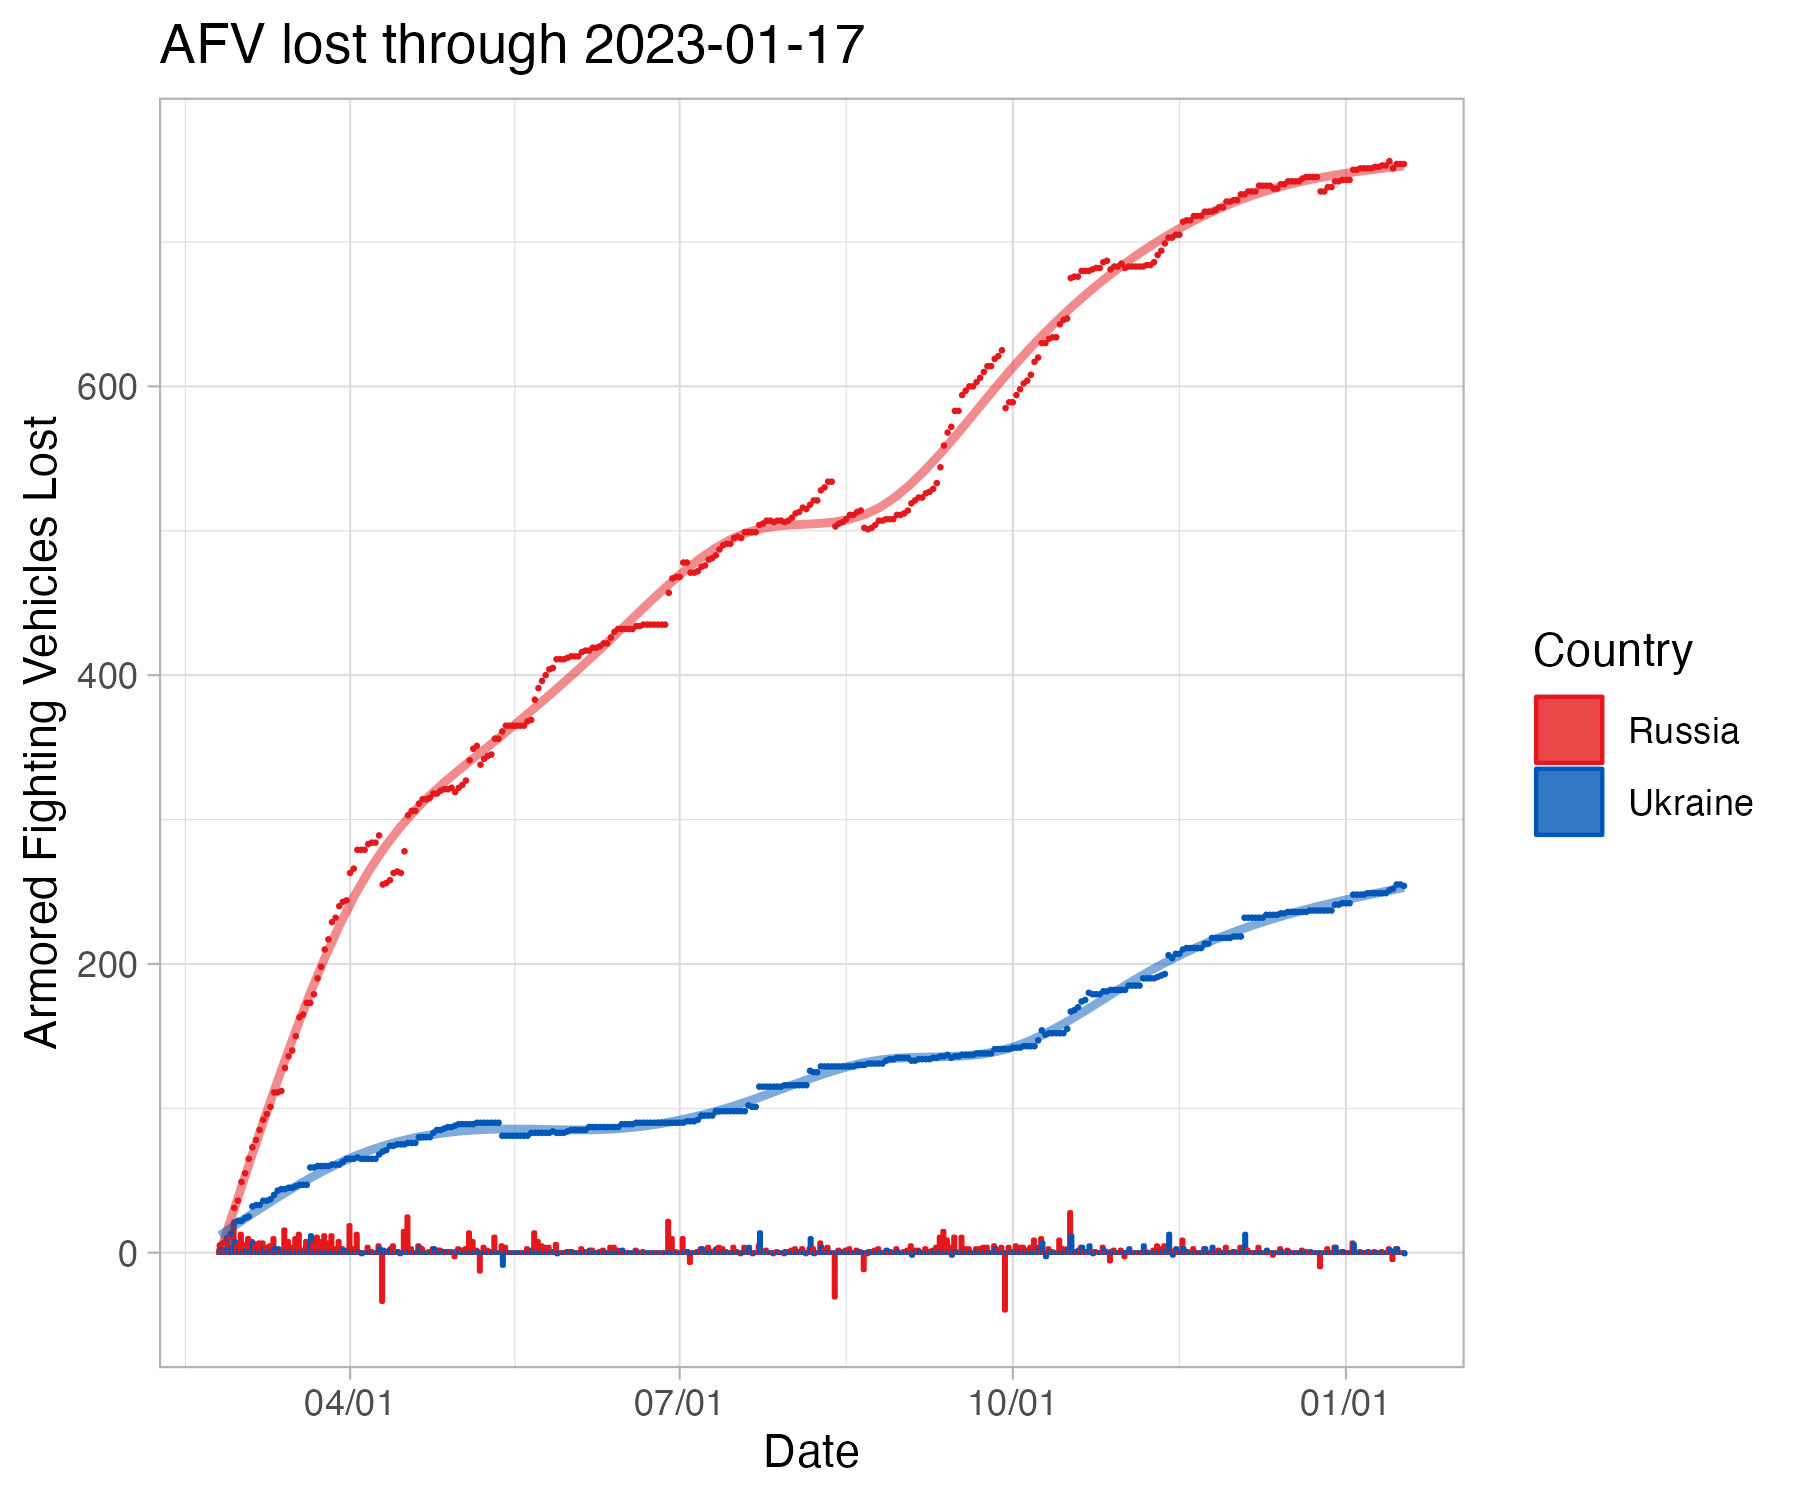 AFV lost through 2023-01-17
Armored Fighting Vehicles Lost
600
400
200
0
04/01
07/01
10/01
01/01
Date
Country
Russia
Ukraine